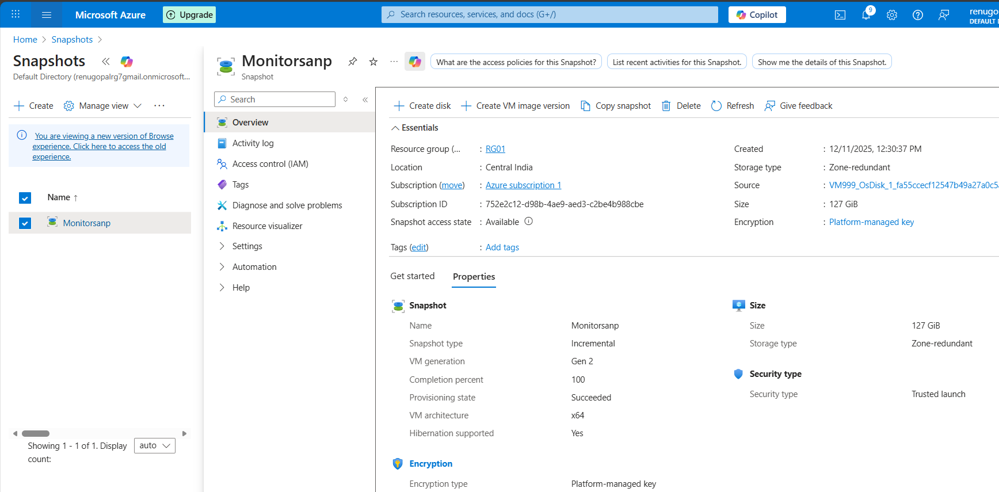 Microsoft Azure
Upgrade
Search resources, services, and docs (G+/)
Copilot
9
renugo
DEFAULT
Home > Snapshots >
Snapshots
Default Directory (renugopalrg7gmail.onmicrosoft...
Create
Manage view
You are viewing a new version of Browse
experience. Click here to access the old
experience.
Name ↑
Monitorsanp
Showing 1 - 1 of 1. Display
count:
auto
Monitorsanp
Snapshot
What are the access policies for this Snapshot?
List recent activities for this Snapshot.
Show me the details of this Snapshot.
Search
Overview
Activity log
Access control (IAM)
Tags
Diagnose and solve problems
Resource visualizer
Settings
Automation
Help
Create disk
Create VM image version
Copy snapshot
Delete
Refresh
Give feedback
Essentials
Resource group (... : RG01
Location : Central India
Subscription (move) : Azure subscription 1
Subscription ID : 752e2c12-d98b-4ae9-aed3-c2be4b988cbe
Snapshot access state : Available
Tags (edit) : Add tags
Created : 12/11/2025, 12:30:37 PM
Storage type : Zone-redundant
Source : VM999_OsDisk_1_fa55ccecf12547b49a27a0c5
Size : 127 GiB
Encryption : Platform-managed key
Get started
Properties
Snapshot
Name Monitorsanp
Snapshot type Incremental
VM generation Gen 2
Completion percent 100
Provisioning state Succeeded
VM architecture x64
Hibernation supported Yes
Encryption
Encryption type Platform-managed key
Size
Size 127 GiB
Storage type Zone-redundant
Security type
Security type Trusted launch